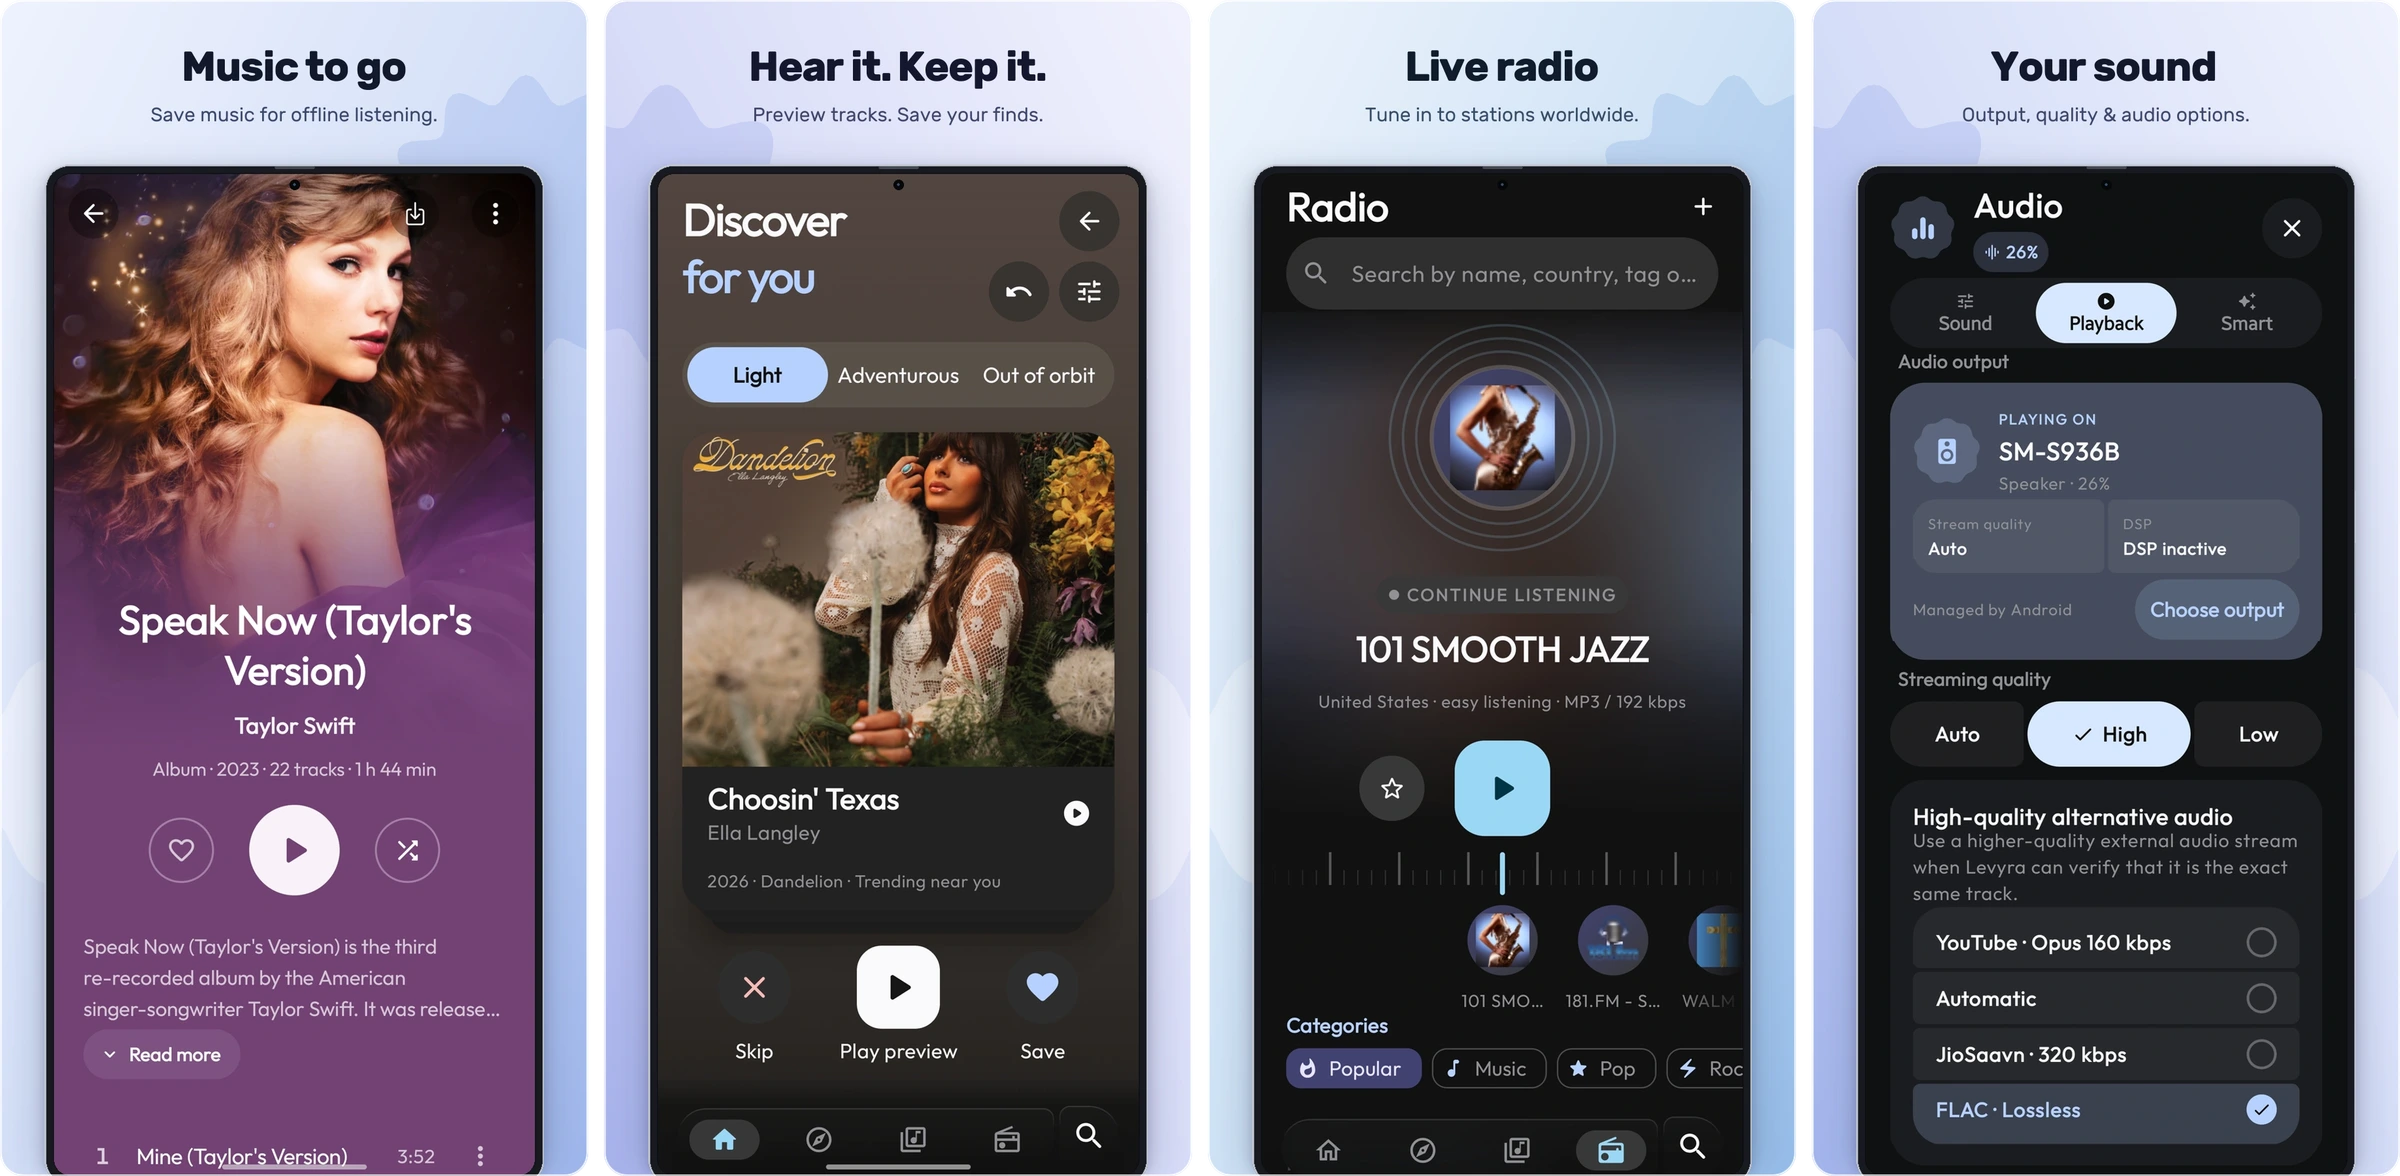 Music to go
Save music for offline listening.
Speak Now (Taylor's
Version)
Taylor Swift
Album · 2023 · 22 tracks · 1 h 44 min
Speak Now (Taylor's Version) is the third
re-recorded album by the American
singer-songwriter Taylor Swift. It was release...
Read more
1 Mine (Taylor's Version) 3:52
Hear it. Keep it.
Preview tracks. Save your finds.
Discover
for you
Light Adventurous Out of orbit
Dandelion
Ella Langley
Choosin' Texas
Ella Langley
2026 · Dandelion · Trending near you
Skip Play preview Save
Live radio
Tune in to stations worldwide.
Radio
Search by name, country, tag o...
CONTINUE LISTENING
101 SMOOTH JAZZ
United States · easy listening · MP3 / 192 kbps
101 SMO... 181.FM - S... WALM
Categories
Popular Music Pop Roc
Your sound
Output, quality & audio options.
Audio
26%
Sound Playback Smart
Audio output
PLAYING ON
SM-S936B
Speaker · 26%
Stream quality DSP
Auto DSP inactive
Managed by Android Choose output
Streaming quality
Auto High Low
High-quality alternative audio
Use a higher-quality external audio stream
when Levyra can verify that it is the exact
same track.
YouTube · Opus 160 kbps
Automatic
JioSaavn · 320 kbps
FLAC · Lossless